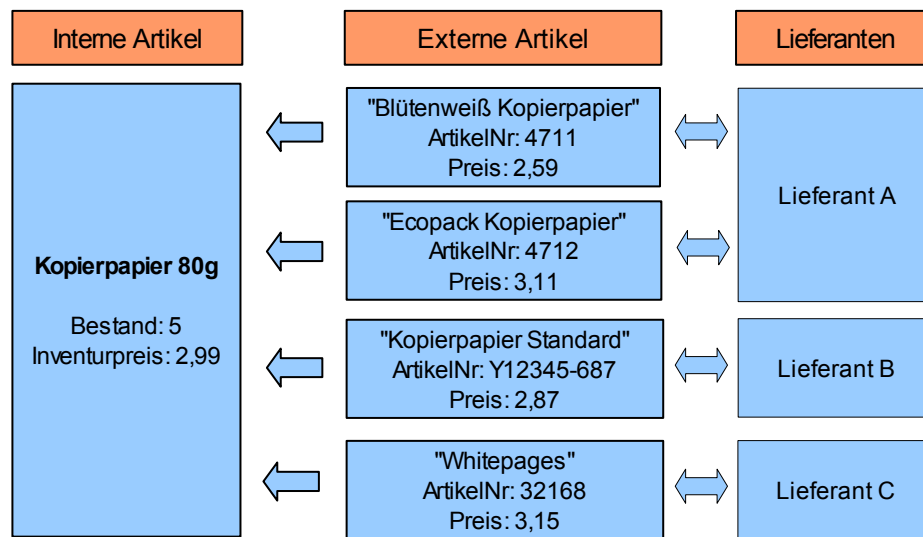 Interne Artikel
Externe Artikel
Lieferanten
Kopierpapier 80g
Bestand: 5
Inventurpreis: 2,99
"Blütenweiß Kopierpapier"
ArtikelNr: 4711
Preis: 2,59
"Ecopack Kopierpapier"
ArtikelNr: 4712
Preis: 3,11
"Kopierpapier Standard"
ArtikelNr: Y12345-687
Preis: 2,87
"Whitepages"
ArtikelNr: 32168
Preis: 3,15
Lieferant A
Lieferant B
Lieferant C